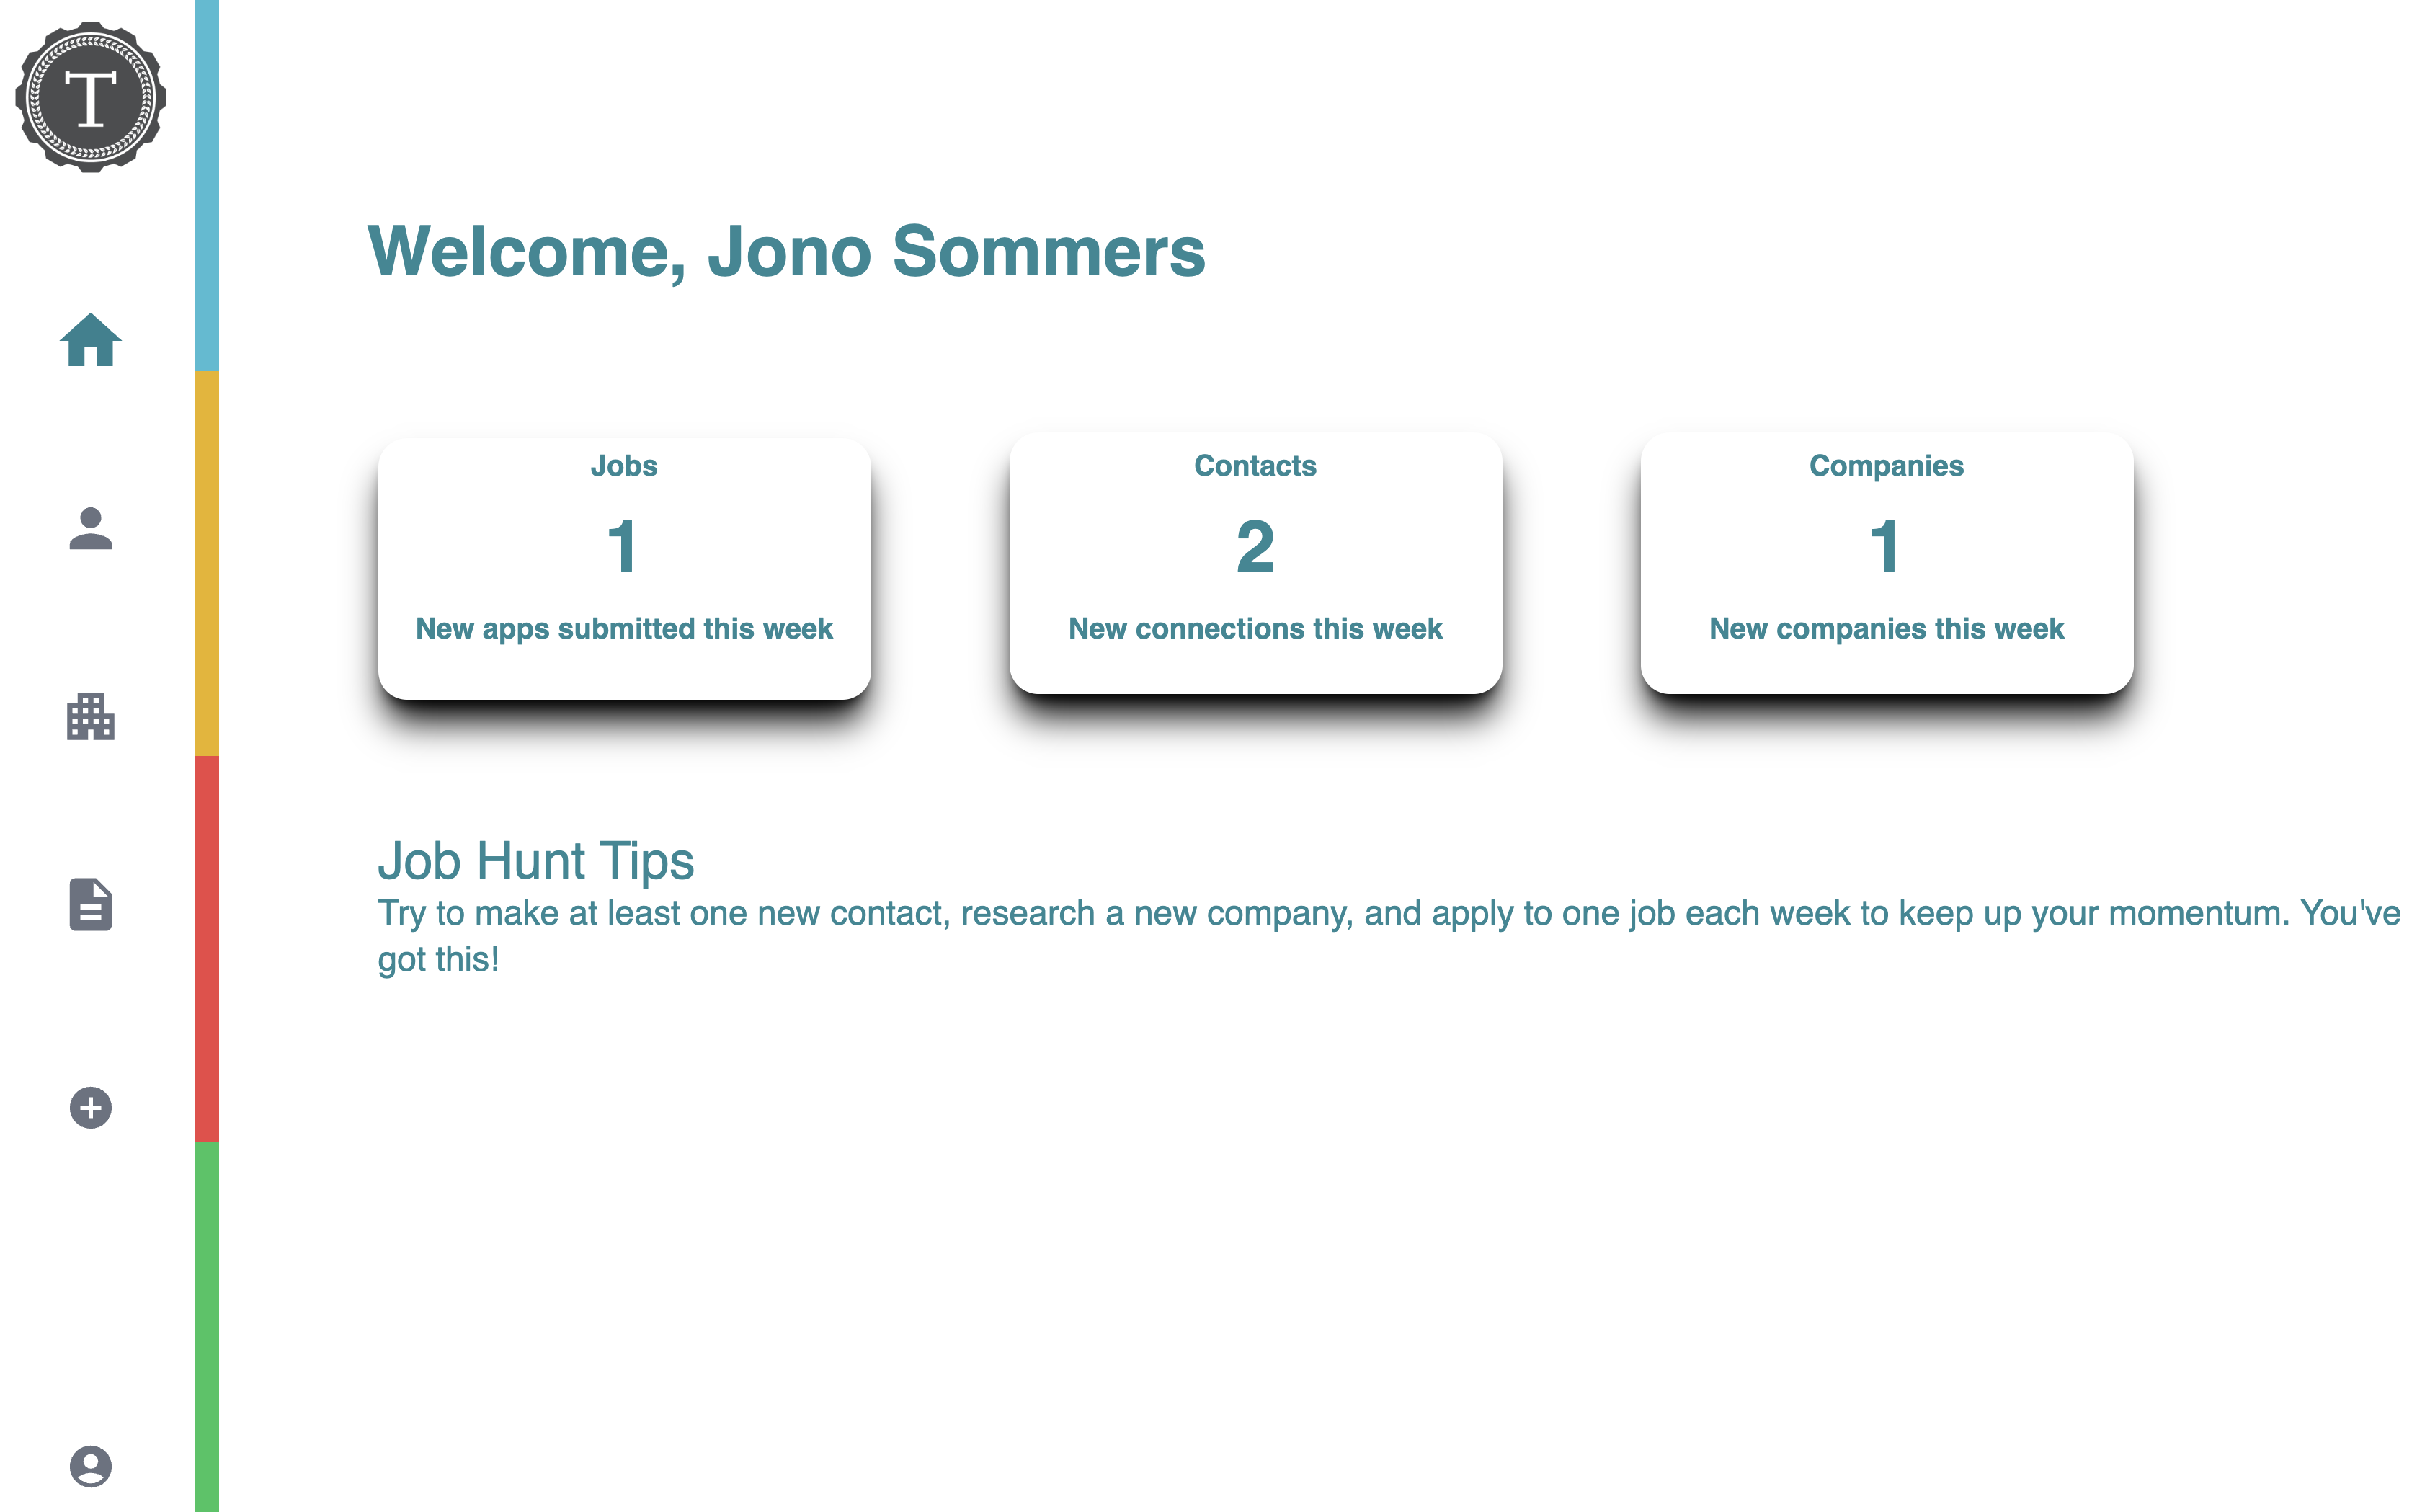 T
Welcome, Jono Sommers
Jobs
1
New apps submitted this week
Contacts
2
New connections this week
Companies
1
New companies this week
Job Hunt Tips
Try to make at least one new contact, research a new company, and apply to one job each week to keep up your momentum. You've
got this!